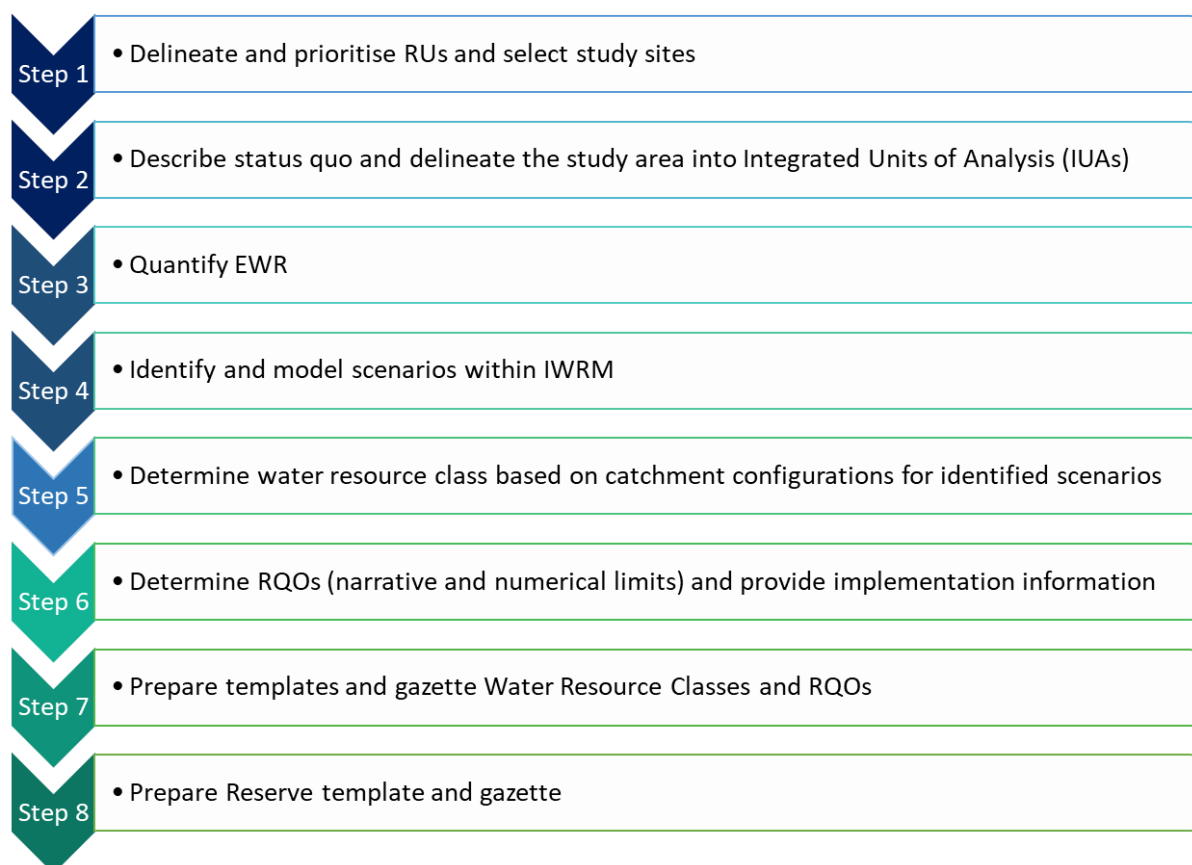 Step 1
• Delineate and prioritise RUs and select study sites
Step 2
• Describe status quo and delineate the study area into Integrated Units of Analysis (IUAs)
Step 3
• Quantify EWR
Step 4
• Identify and model scenarios within IWRM
Step 5
• Determine water resource class based on catchment configurations for identified scenarios
Step 6
• Determine RQOs (narrative and numerical limits) and provide implementation information
Step 7
• Prepare templates and gazette Water Resource Classes and RQOs
Step 8
• Prepare Reserve template and gazette